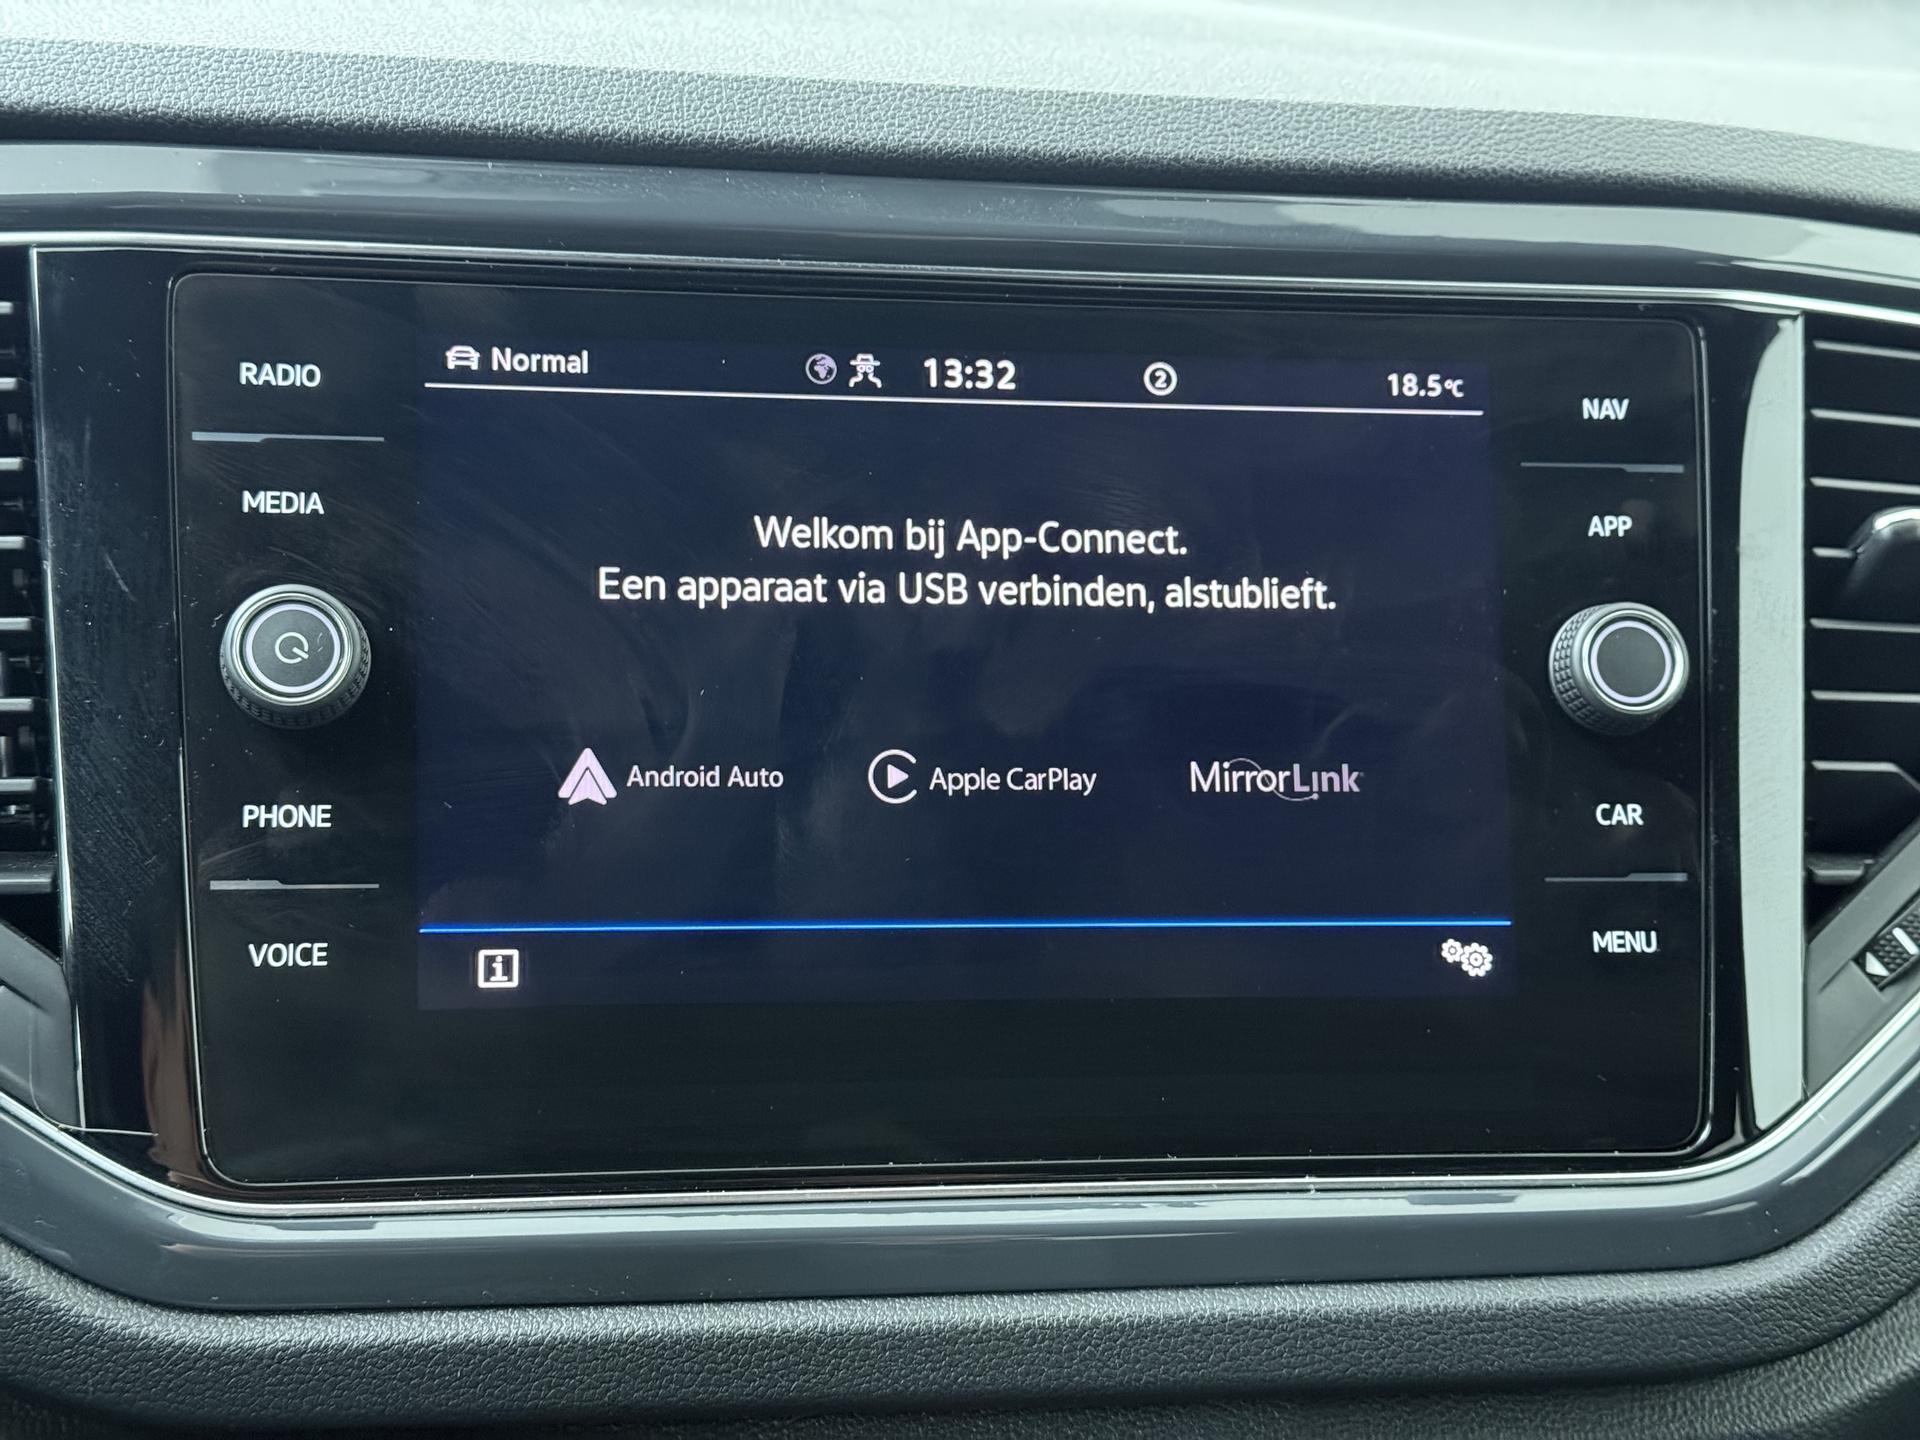 RADIO
MEDIA
PHONE
VOICE
Normal
13:32
2
18.5°C
Welkom bij App-Connect.
Een apparaat via USB verbinden, alstublieft.
Android Auto
Apple CarPlay
MirrorLink
i
NAV
APP
CAR
MENU